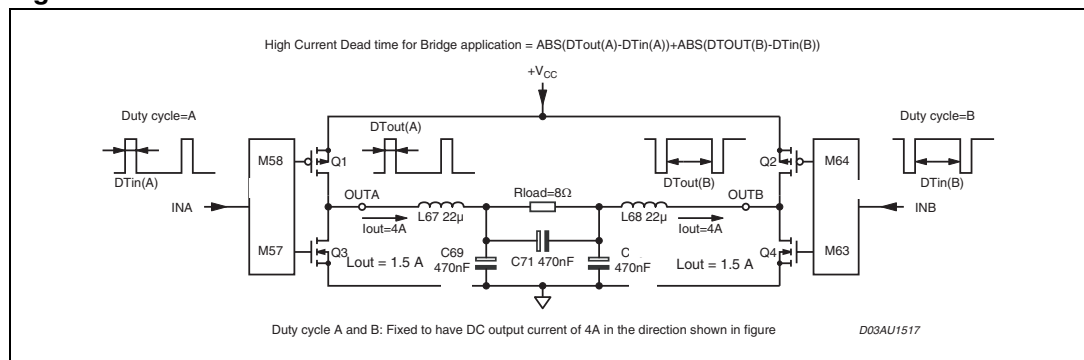 High Current Dead time for Bridge application = ABS(DTout(A)-DTin(A))+ABS(DTOUT(B)-DTin(B))
+VCC
Duty cycle=A
DTin(A)
M58
Q1
DTout(A)
DTout(B)
Q2
M64
Duty cycle=B
DTin(B)
INA
OUTA
Rload=8Ω
OUTB
INB
L67 22µ
L68 22µ
Iout=4A
Iout=4A
M57
Q3
Lout = 1.5 A
C69
470nF
C71 470nF
C
470nF
Lout = 1.5 A
Q4
M63
Duty cycle A and B: Fixed to have DC output current of 4A in the direction shown in figure
D03AU1517